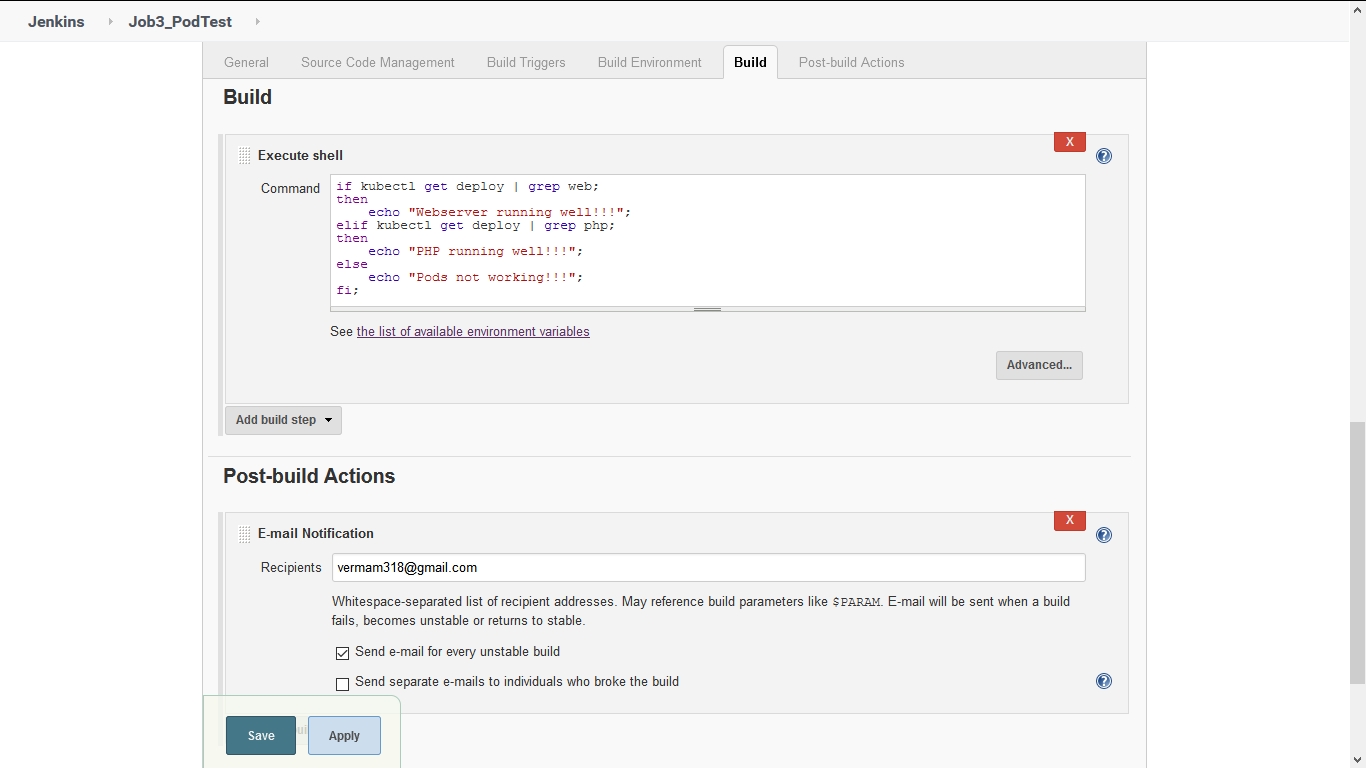 Jenkins Job3_PodTest
General Source Code Management Build Triggers Build Environment Build Post-build Actions
Build
X
Execute shell
Command
if kubectl get deploy | grep web;
then
    echo "Webserver running well!!!";
elif kubectl get deploy | grep php;
then
    echo "PHP running well!!!";
else
    echo "Pods not working!!!";
fi;
See the list of available environment variables
Advanced...
Add build step
Post-build Actions
X
E-mail Notification
Recipients vermam318@gmail.com
Whitespace-separated list of recipient addresses. May reference build parameters like $PARAM. E-mail will be sent when a build
fails, becomes unstable or returns to stable.
Send e-mail for every unstable build
Send separate e-mails to individuals who broke the build
Save Apply